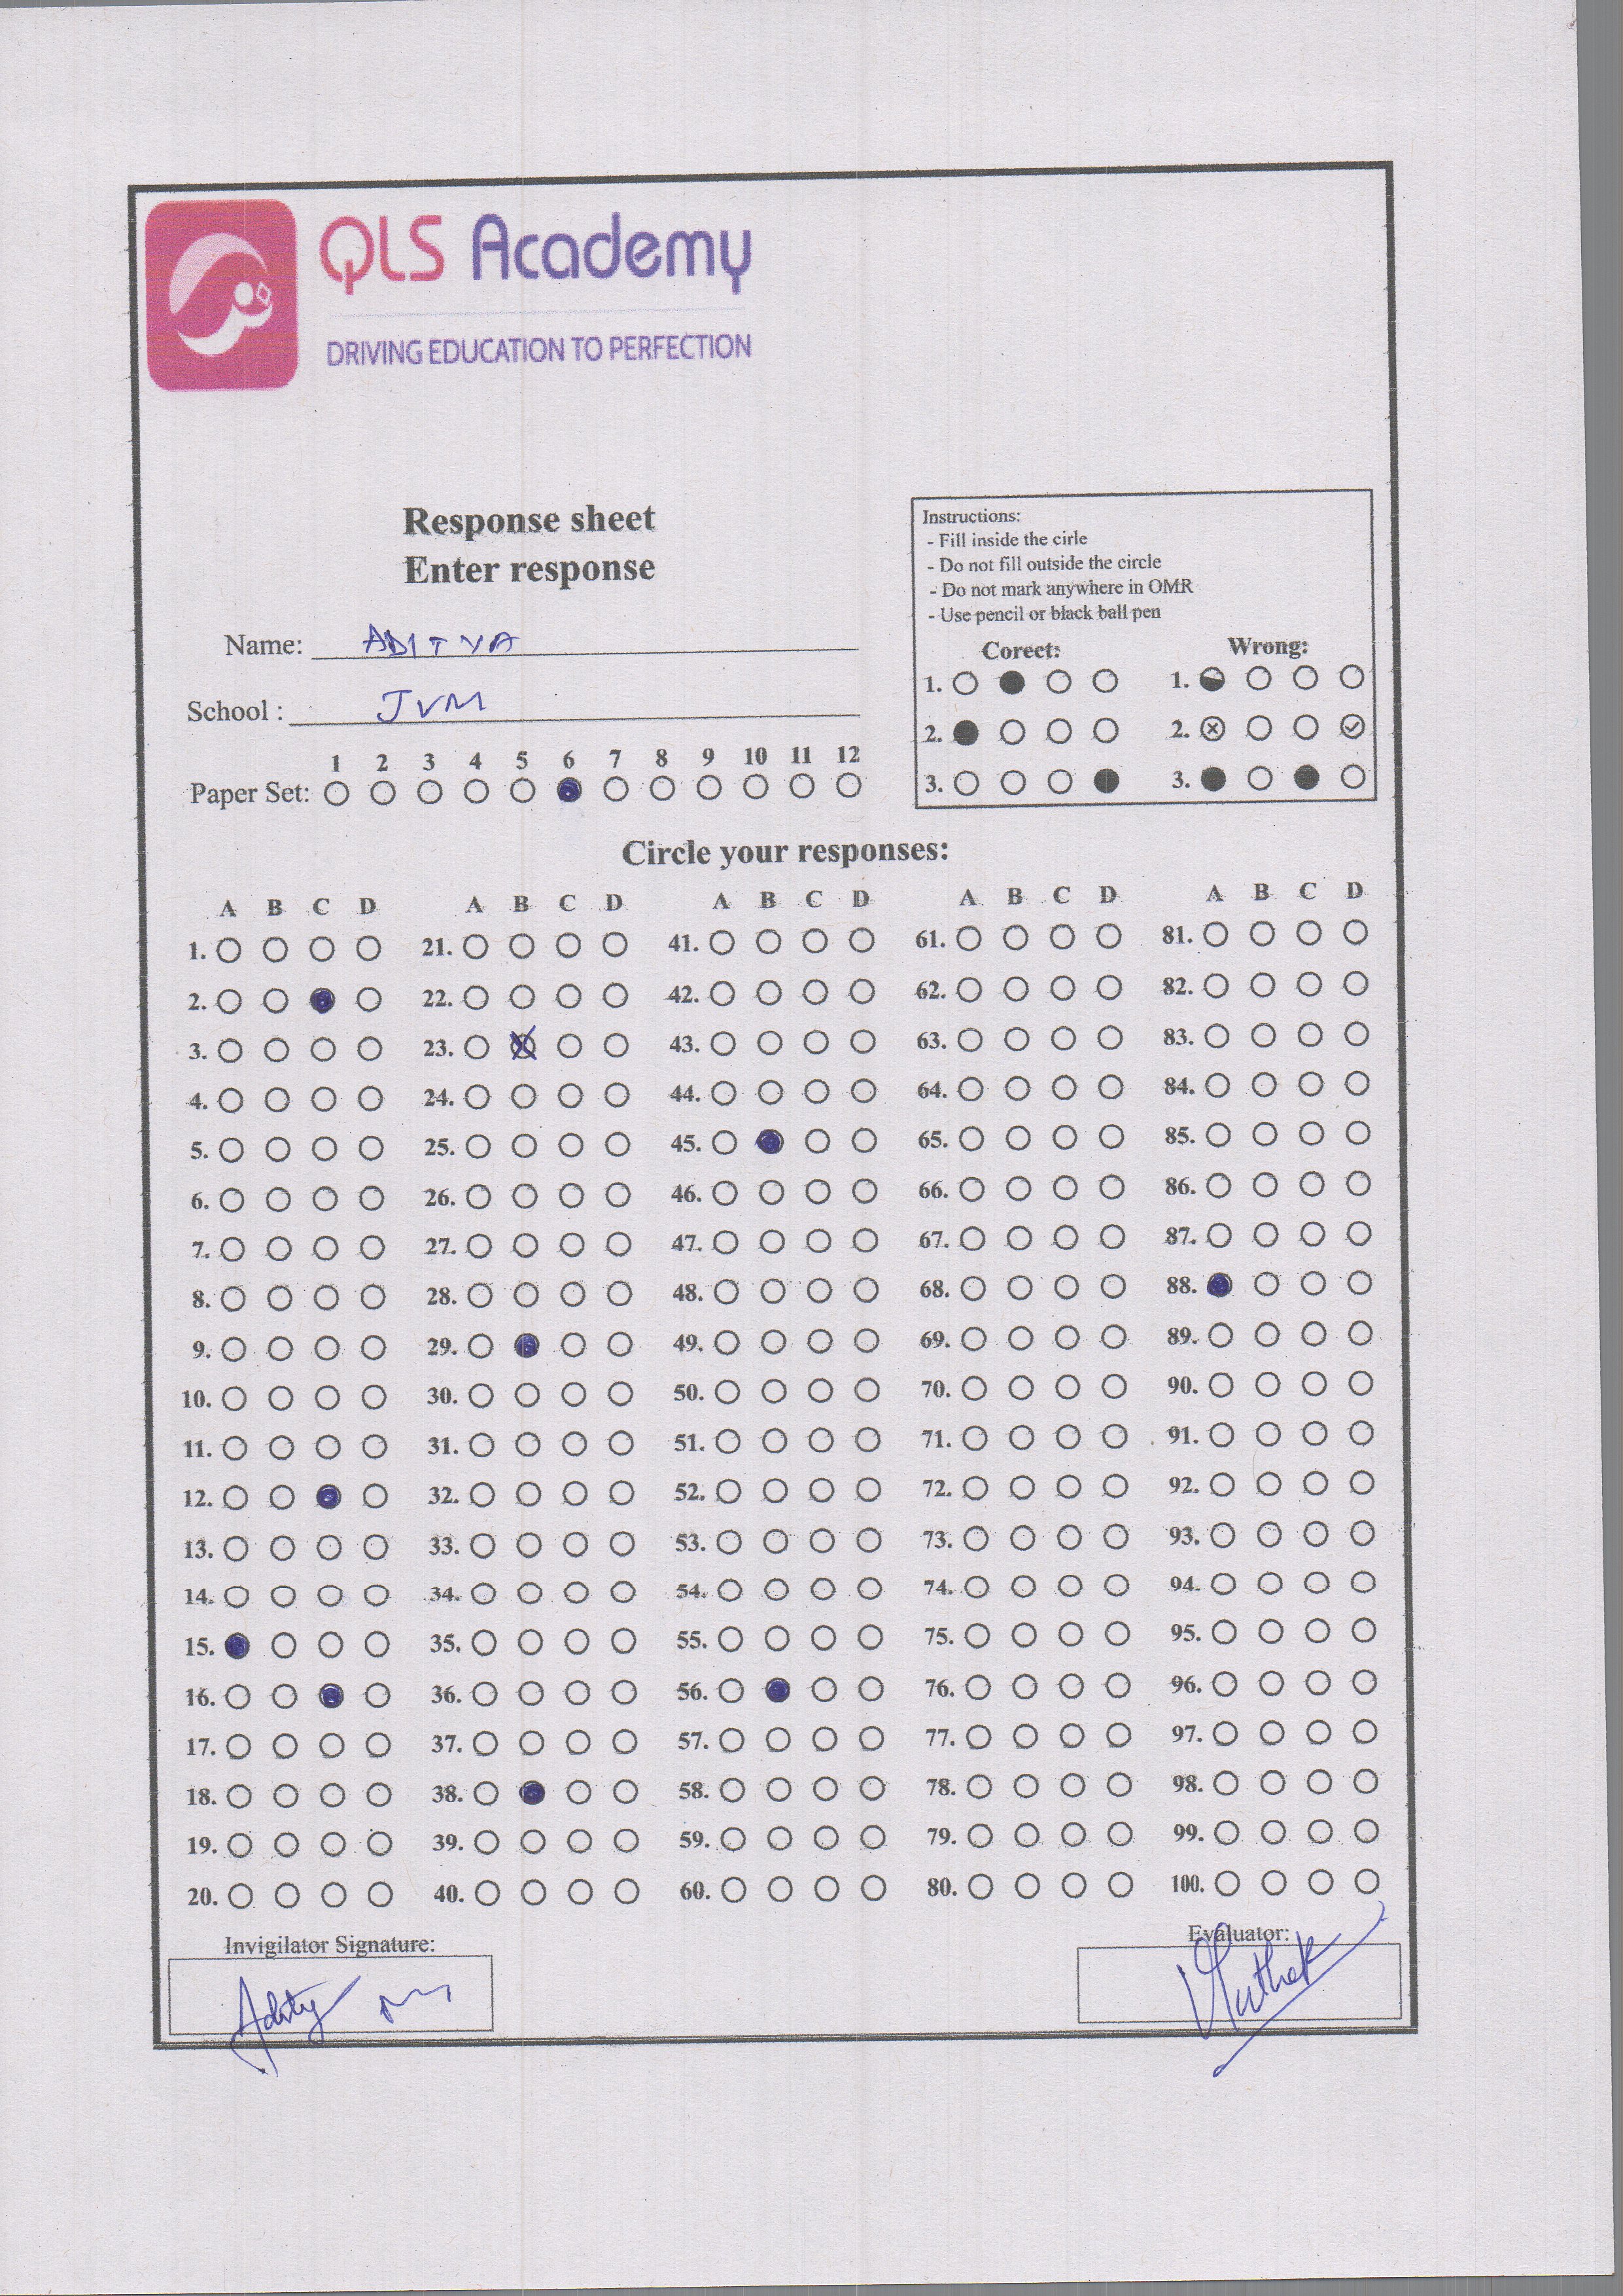 QLS Academy
DRIVING EDUCATION TO PERFECTION
Response sheet
Enter response
Name: ADITYA
School : JVM
1 2 3 4 5 6 7 8 9 10 11 12
Paper Set:
Instructions:
- Fill inside the cirle
- Do not fill outside the circle
- Do not mark anywhere in OMR
- Use pencil or black ball pen
Corect: Wrong:
1. 1.
2. 2.
3. 3.
Circle your responses:
A B C D A B C D A B C D A B C D A B C D
1. 21. 41. 61. 81.
2. 22. 42. 62. 82.
3. 23. 43. 63. 83.
4. 24. 44. 64. 84.
5. 25. 45. 65. 85.
6. 26. 46. 66. 86.
7. 27. 47. 67. 87.
8. 28. 48. 68. 88.
9. 29. 49. 69. 89.
10. 30. 50. 70. 90.
11. 31. 51. 71. 91.
12. 32. 52. 72. 92.
13. 33. 53. 73. 93.
14. 34. 54. 74. 94.
15. 35. 55. 75. 95.
16. 36. 56. 76. 96.
17. 37. 57. 77. 97.
18. 38. 58. 78. 98.
19. 39. 59. 79. 99.
20. 40. 60. 80. 100.
Invigilator Signature: Evaluator: